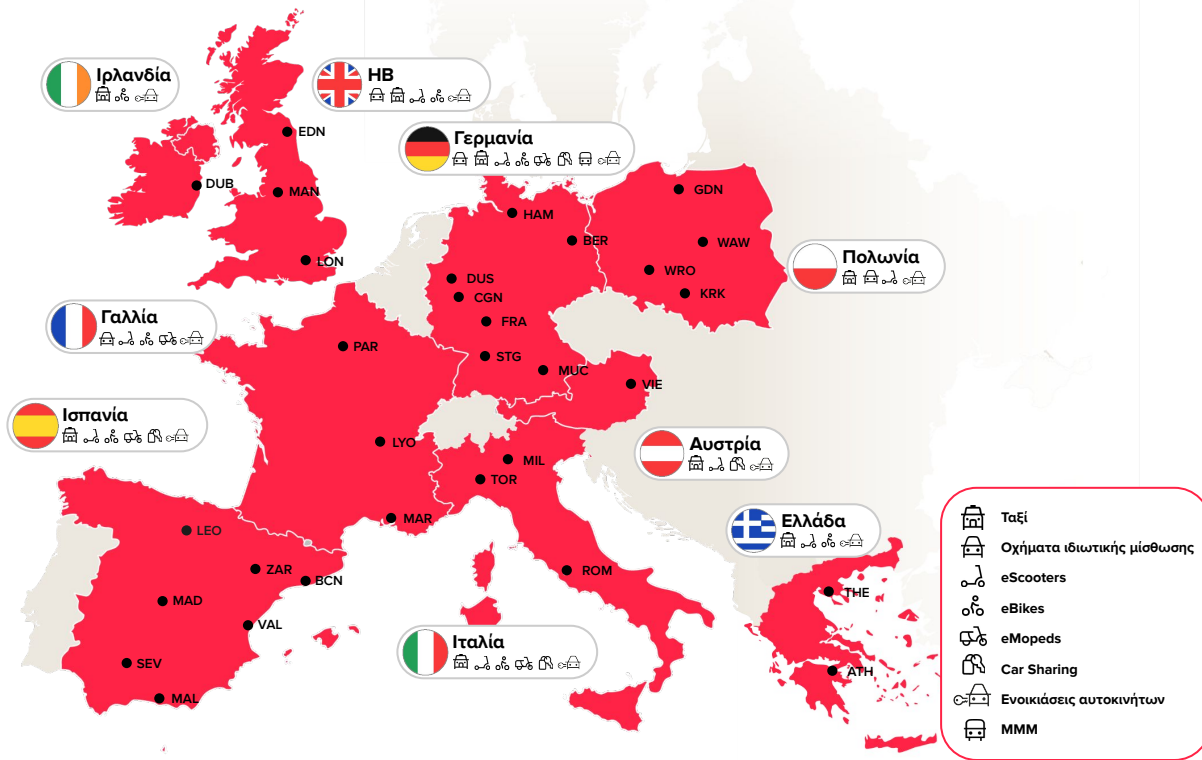 Ιρλανδία
ΗΒ
Γερμανία
EDN
DUB
MAN
LON
GDN
HAM
BER
WAW
Πολωνία
DUS
WRO
CGN
KRK
Γαλλία
FRA
PAR
STG
MUC
VIE
Ισπανία
LYO
Αυστρία
MIL
TOR
MAR
Ελλάδα
LEO
ZAR
BCN
ROM
MAD
THE
VAL
Ιταλία
SEV
ATH
MAL
Ταξί
Οχήματα ιδιωτικής μίσθωσης
eScooters
eBikes
eMopeds
Car Sharing
Ενοικιάσεις αυτοκινήτων
ΜΜΜ